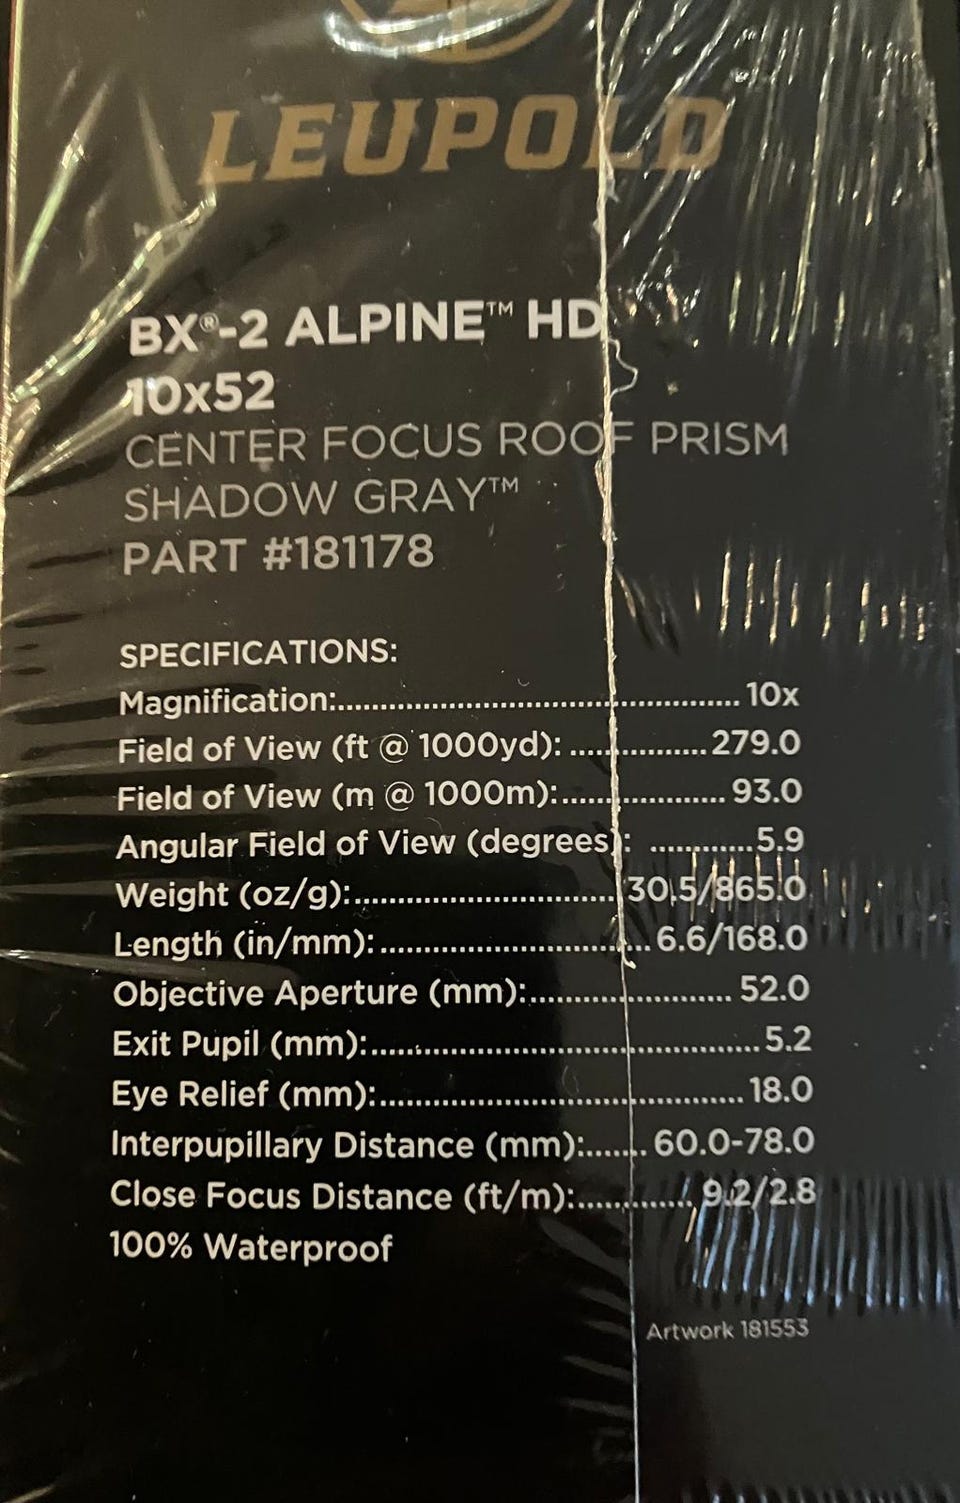 LEUPOLD
BX®-2 ALPINE™ HD
10x52
CENTER FOCUS ROOF PRISM
SHADOW GRAY™
PART #181178
SPECIFICATIONS:
Magnification:.......................................................10x
Field of View (ft @ 1000yd): ...................279.0
Field of View (m @ 1000m):....................... 93.0
Angular Field of View (degrees): ..............5.9
Weight (oz/g):.................................30.5/865.0
Length (in/mm):..................................6.6/168.0
Objective Aperture (mm):............................ 52.0
Exit Pupil (mm):.....................................................5.2
Eye Relief (mm):................................................. 18.0
Interpupillary Distance (mm):........ 60.0-78.0
Close Focus Distance (ft/m):.............. 9.2/2.8
100% Waterproof
Artwork 181553